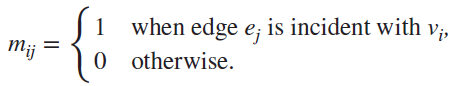 1 when edge e_j is incident with v_i,
m_ij = {
0 otherwise.